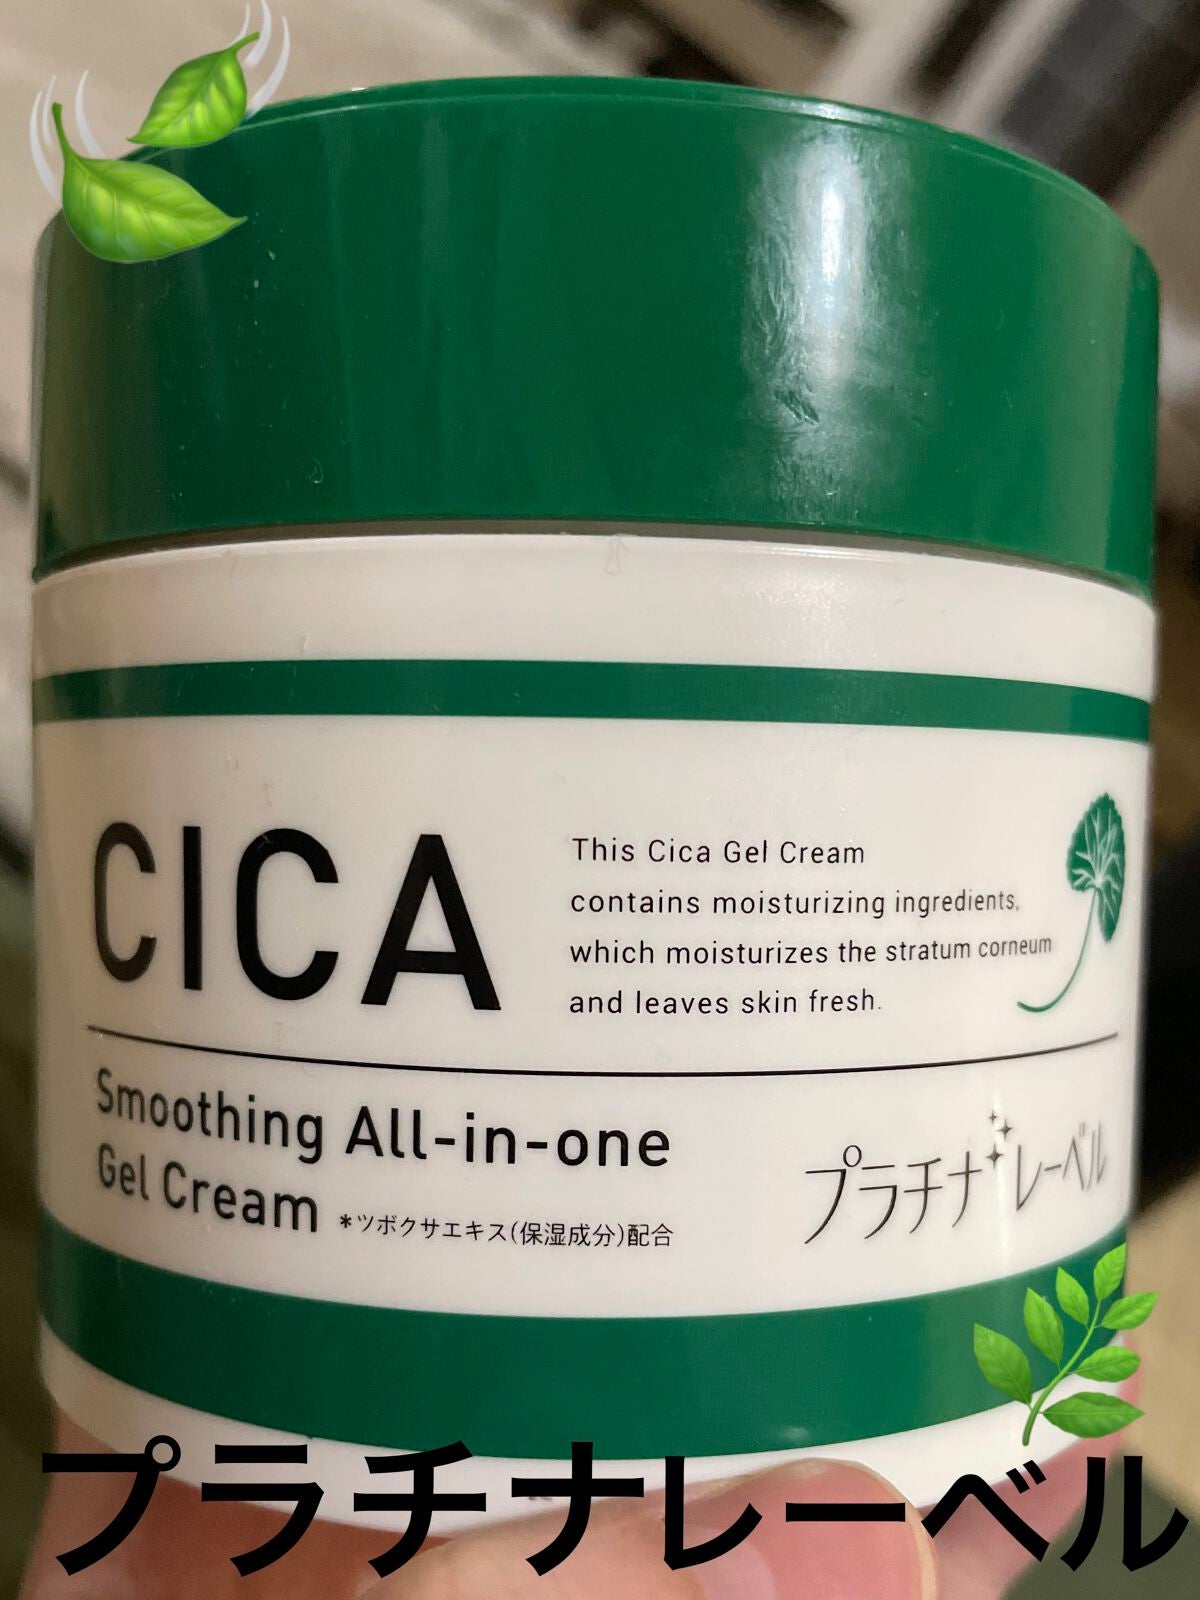 CICA
This Cica Gel Cream
contains moisturizing ingredients,
which moisturizes the stratum corneum
and leaves skin fresh.
Smoothing All-in-one
Gel Cream *ツボクサエキス(保湿成分)配合
プラチナレーベル
プラチナレーベル